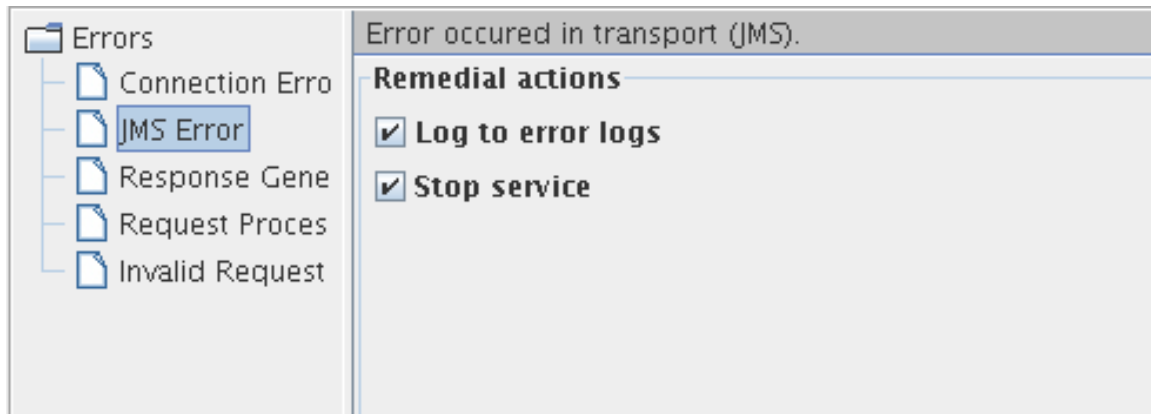 Errors
Connection Erro
JMS Error
Response Gene
Request Proces
Invalid Request
Error occured in transport (JMS).
Remedial actions
Log to error logs
Stop service